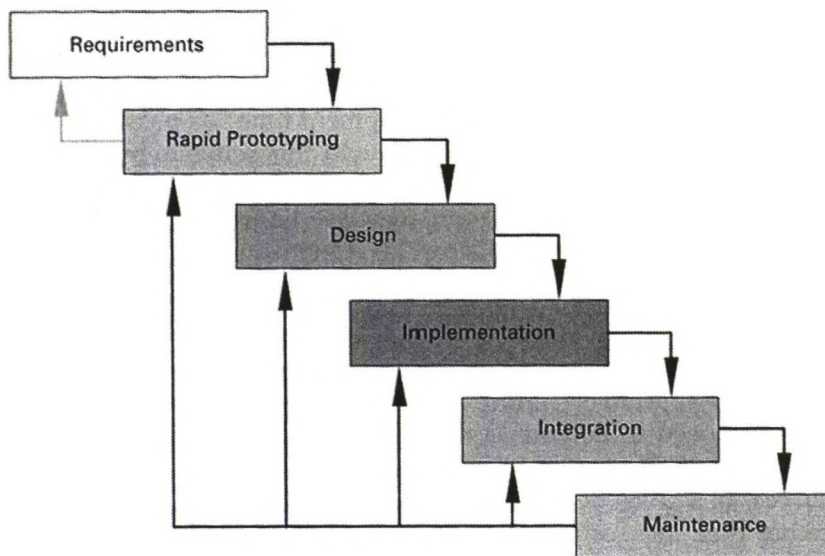 Requirements
Rapid Prototyping
Design
Implementation
Integration
Maintenance